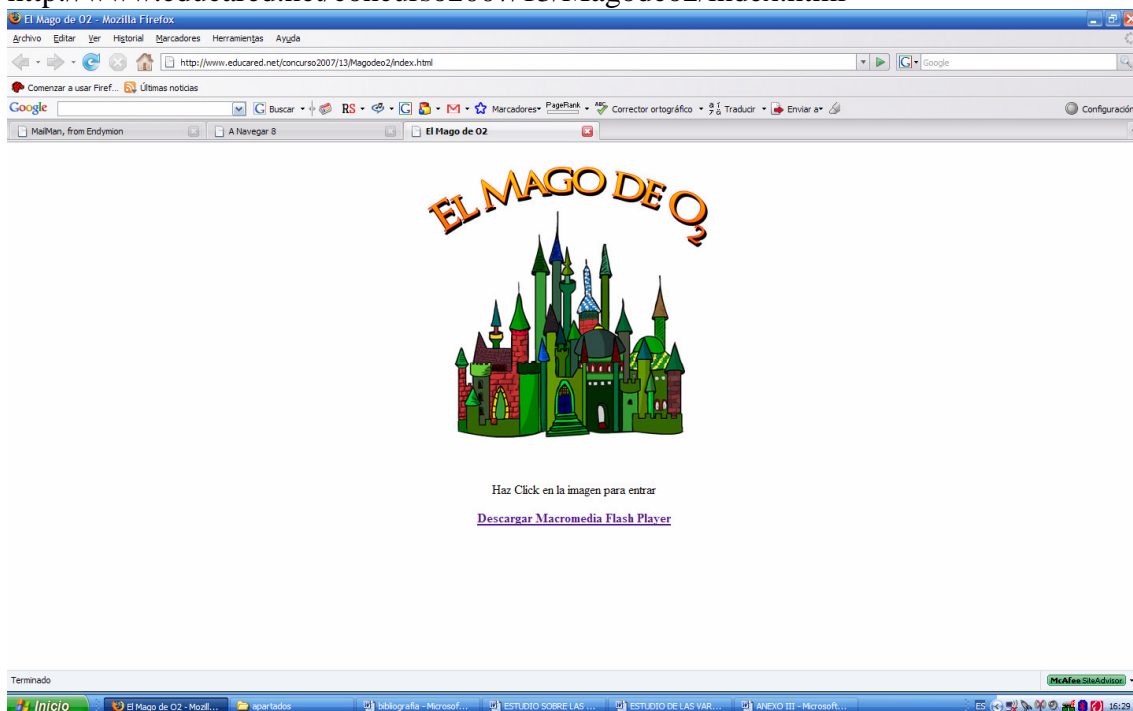 El Mago de O2 - Mozilla Firefox
Archivo Editar Ver Historial Marcadores Herramientas Ayuda
http://www.educared.net/concurso2007/13/Magodeo2/index.html
G Google
Comenzar a usar Firef... Últimas noticias
Google G Buscar RS G M Marcadores PageRank ABC Corrector ortográfico Traducir Enviar a Configuración
MailMan, from Endymion A Navegar 8 El Mago de O2
EL MAGO DE O2
Haz Click en la imagen para entrar
Descargar Macromedia Flash Player
Terminado McAfee SiteAdvisor
Inicio El Mago de O2 - Mozill... apartados bibliografia - Microsof... ESTUDIO SOBRE LAS ... ESTUDIO DE LAS VAR... ANEXO III - Microsoft... ES 16:29